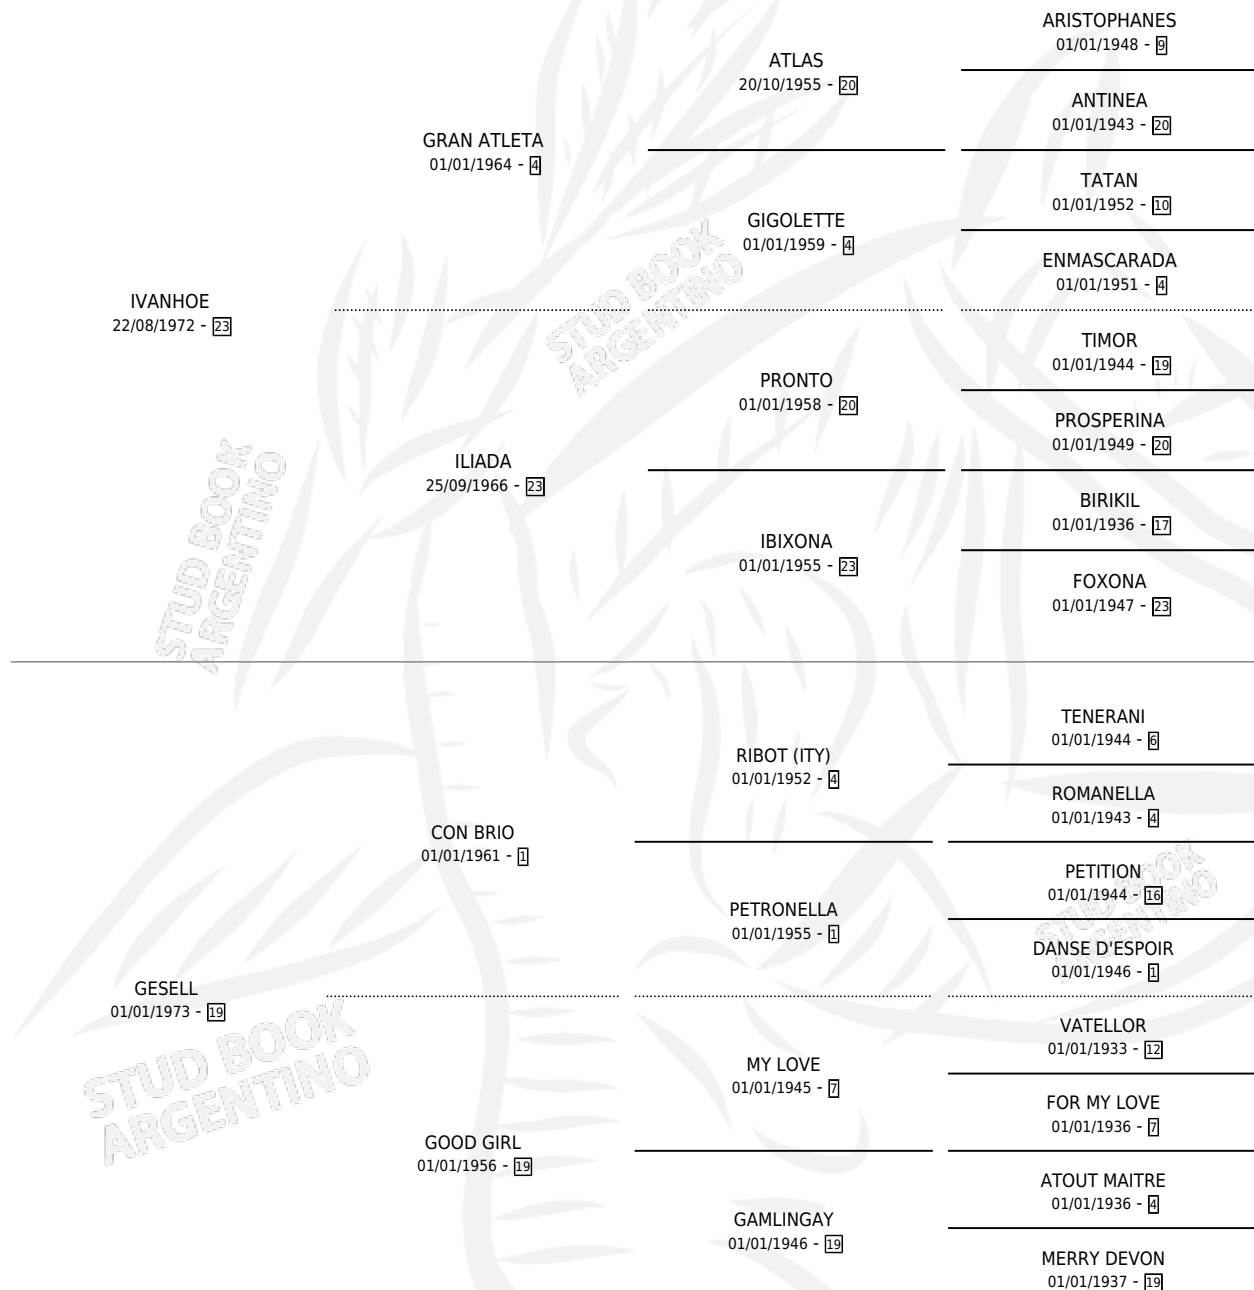 IVANHOE
22/08/1972 - 23
GRAN ATLETA
01/01/1964 - 4
ILIADA
25/09/1966 - 23
ATLAS
20/10/1955 - 20
GIGOLETTE
01/01/1959 - 4
PRONTO
01/01/1958 - 20
IBIXONA
01/01/1955 - 23
ARISTOPHANES
01/01/1948 - 9
ANTINEA
01/01/1943 - 20
TATAN
01/01/1952 - 10
ENMASCARADA
01/01/1951 - 4
TIMOR
01/01/1944 - 19
PROSPERINA
01/01/1949 - 20
BIRIKIL
01/01/1936 - 17
FOXONA
01/01/1947 - 23
STUD BOOK
ARGENTINO
STUD BOOK
ARGENTINO
GESELL
01/01/1973 - 19
CON BRIO
01/01/1961 - 1
GOOD GIRL
01/01/1956 - 19
RIBOT (ITY)
01/01/1952 - 4
PETRONELLA
01/01/1955 - 1
MY LOVE
01/01/1945 - 7
GAMLINGAY
01/01/1946 - 19
TENERANI
01/01/1944 - 6
ROMANELLA
01/01/1943 - 4
PETITION
01/01/1944 - 16
DANSE D'ESPOIR
01/01/1946 - 1
VATELLOR
01/01/1933 - 12
FOR MY LOVE
01/01/1936 - 7
ATOUT MAITRE
01/01/1936 - 4
MERRY DEVON
01/01/1937 - 19
STUD BOOK
ARGENTINO
STUD BOOK
ARGENTINO